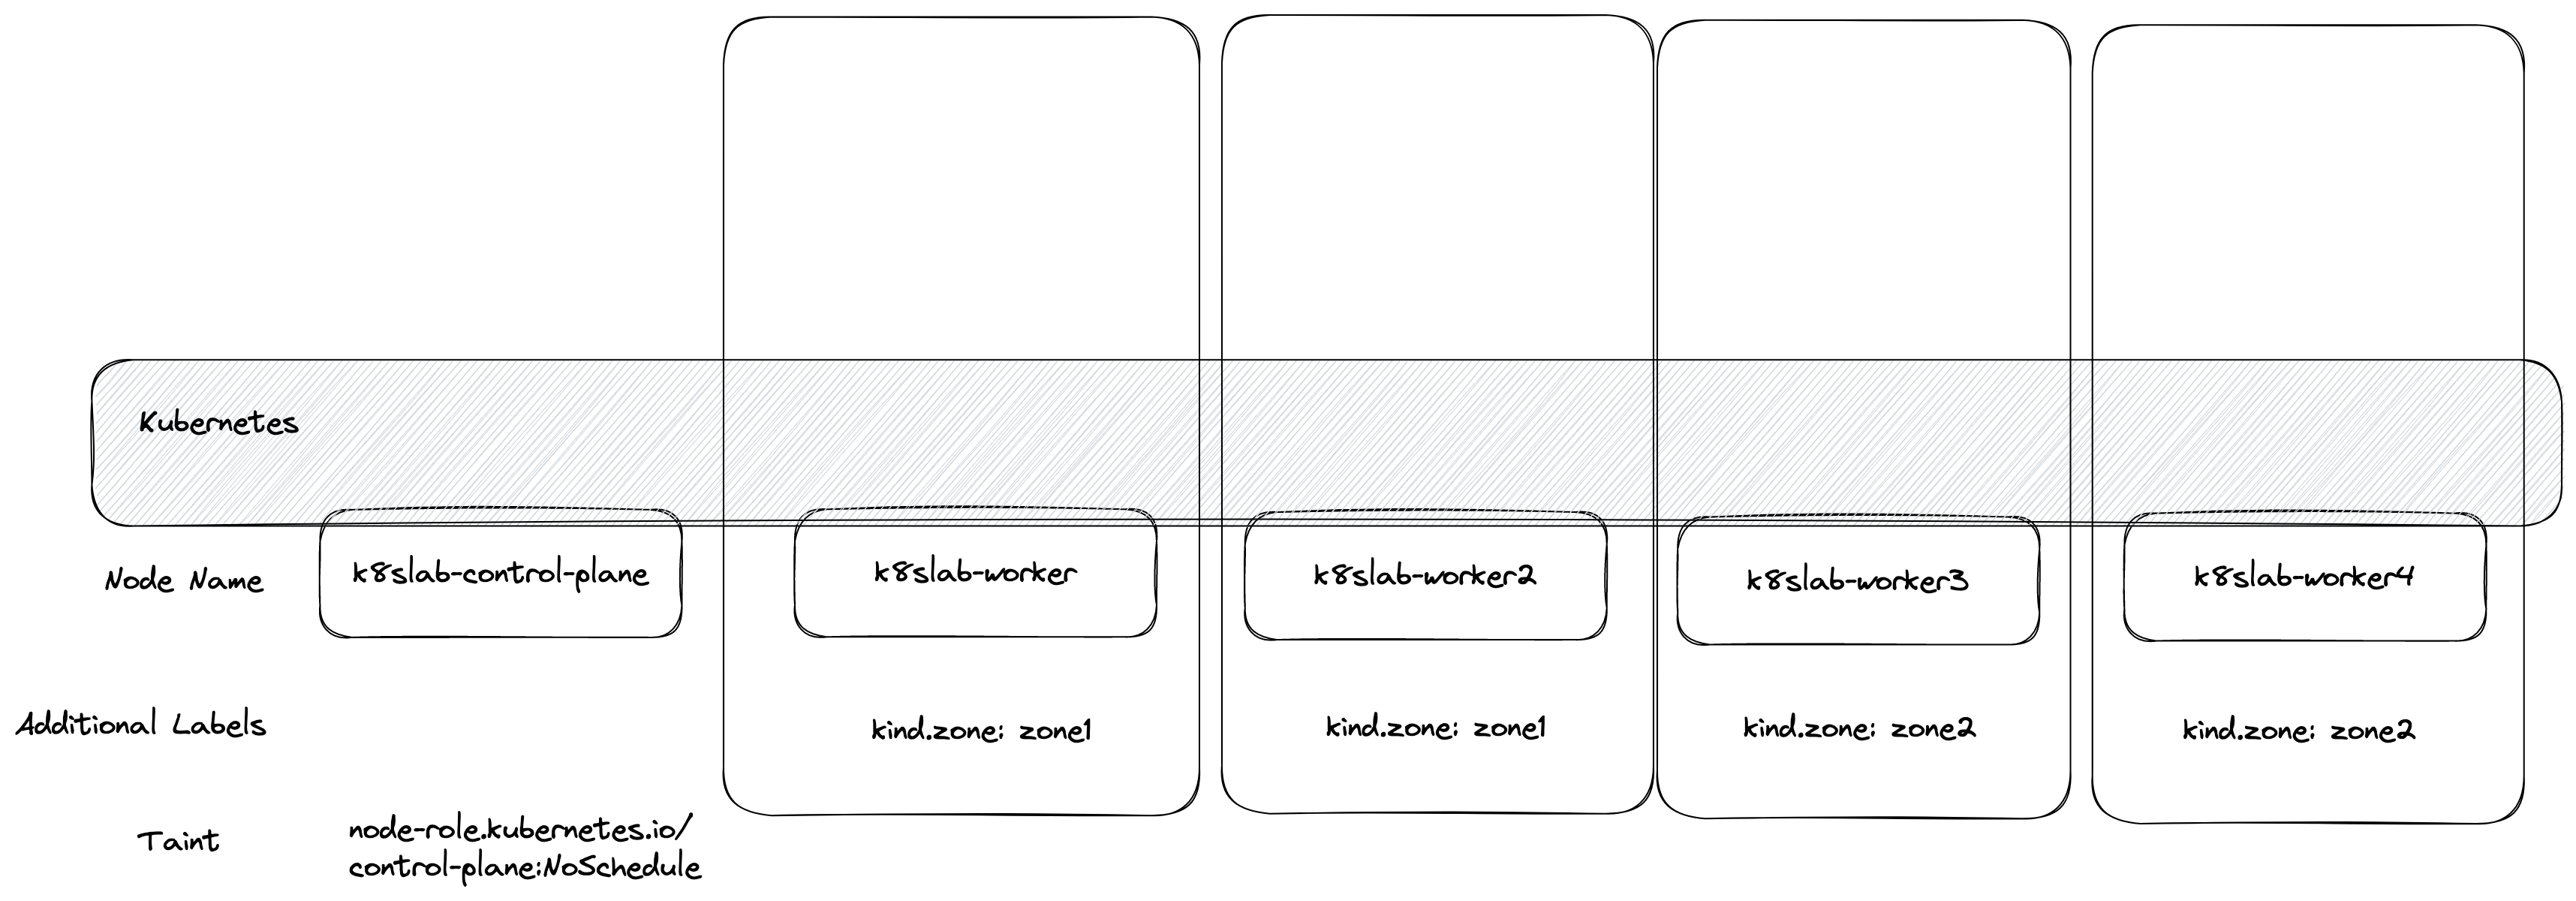 Kubernetes
Node Name
k8slab-control-plane
k8slab-worker
k8slab-worker2
k8slab-worker3
k8slab-worker4
Additional Labels
kind.zone: zone1
kind.zone: zone1
kind.zone: zone2
kind.zone: zone2
Taint
node-role.kubernetes.io/
control-plane:NoSchedule